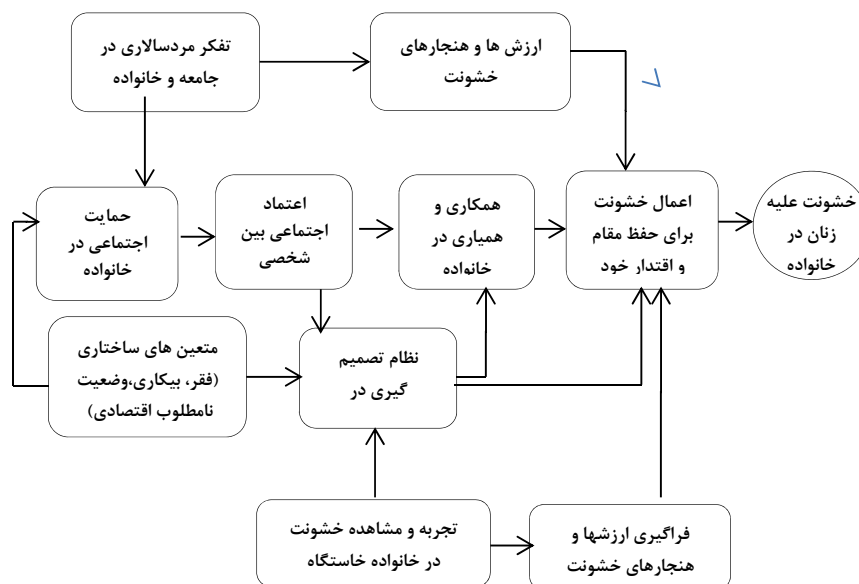 تفکر مردسالاری در
جامعه و خانواده
ارزش ها و هنجارهای
خشونت
حمایت
اجتماعی در
خانواده
اعتماد
اجتماعی بین
شخصی
همکاری و
همیاری در
خانواده
اعمال خشونت
برای حفظ مقام
و اقتدار خود
خشونت علیه
زنان در
خانواده
متعین های ساختاری
(فقر، بیکاری،وضعیت
نامطلوب اقتصادی)
نظام تصمیم
گیری در
تجربه و مشاهده خشونت
در خانواده خاستگاه
فراگیری ارزشها و
هنجارهای خشونت